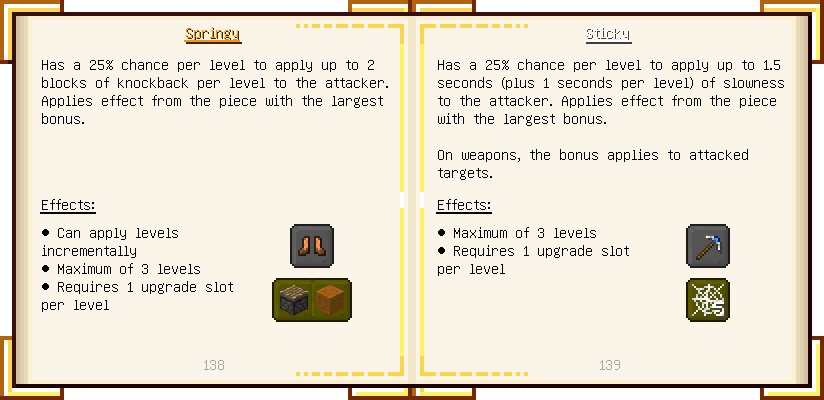 Springy
Has a 25% chance per level to apply up to 2
blocks of knockback per level to the attacker.
Applies effect from the piece with the largest
bonus.
Effects:
● Can apply levels
incrementally
● Maximum of 3 levels
● Requires 1 upgrade slot
per level
138
Sticky
Has a 25% chance per level to apply up to 1.5
seconds (plus 1 seconds per level) of slowness
to the attacker. Applies effect from the piece
with the largest bonus.
On weapons, the bonus applies to attacked
targets.
Effects:
● Maximum of 3 levels
● Requires 1 upgrade slot
per level
5
139